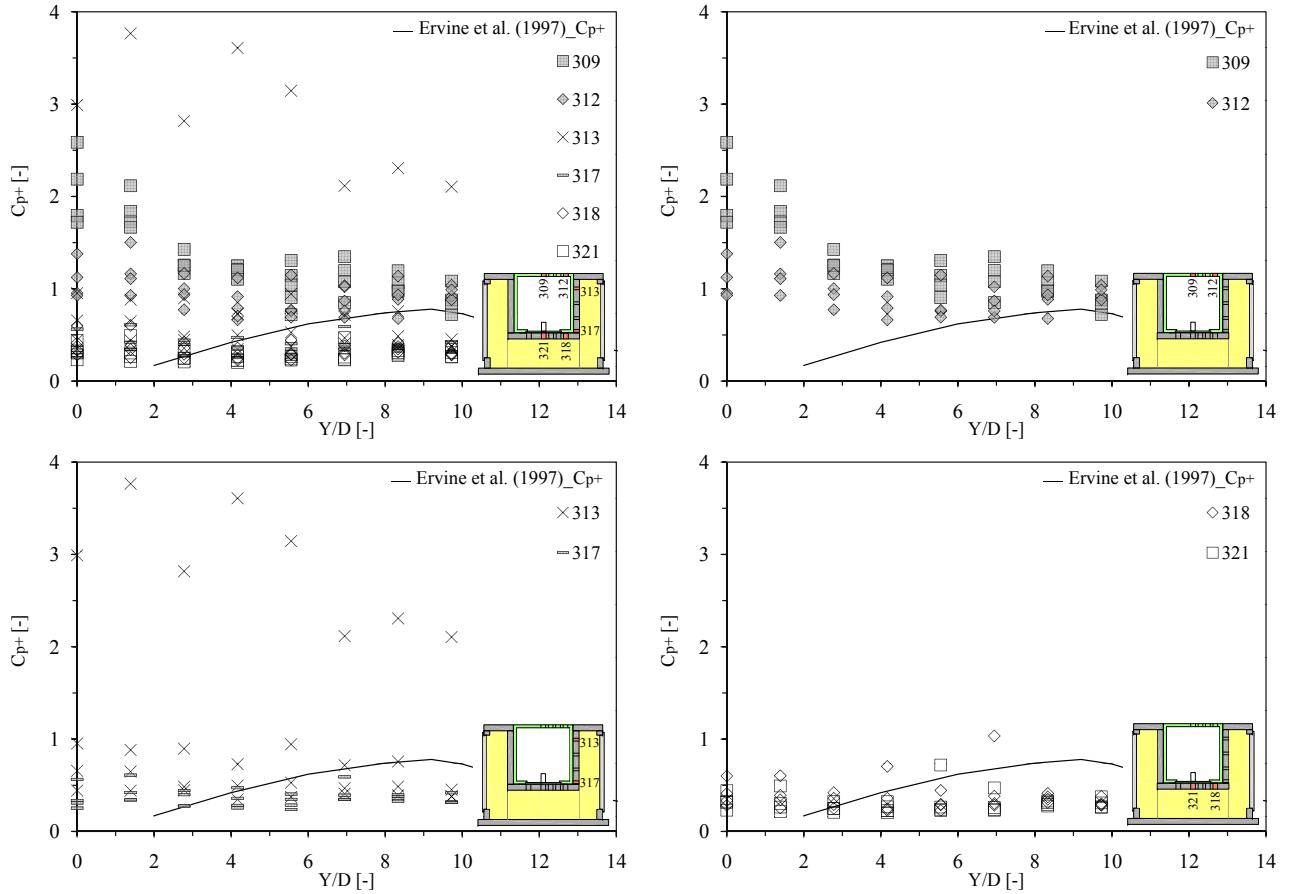 Ervine et al. (1997)_Cp+
309
312
313
317
318
321
4
3
2
1
0
Cp+ [-]
0 2 4 6 8 10 12 14
Y/D [-]
309 312
313
317
321 318
Ervine et al. (1997)_Cp+
309
312
4
3
2
1
0
Cp+ [-]
0 2 4 6 8 10 12 14
Y/D [-]
309 312
Ervine et al. (1997)_Cp+
313
317
4
3
2
1
0
Cp+ [-]
0 2 4 6 8 10 12 14
Y/D [-]
313
317
Ervine et al. (1997)_Cp+
318
321
4
3
2
1
0
Cp+ [-]
0 2 4 6 8 10 12 14
Y/D [-]
321 318